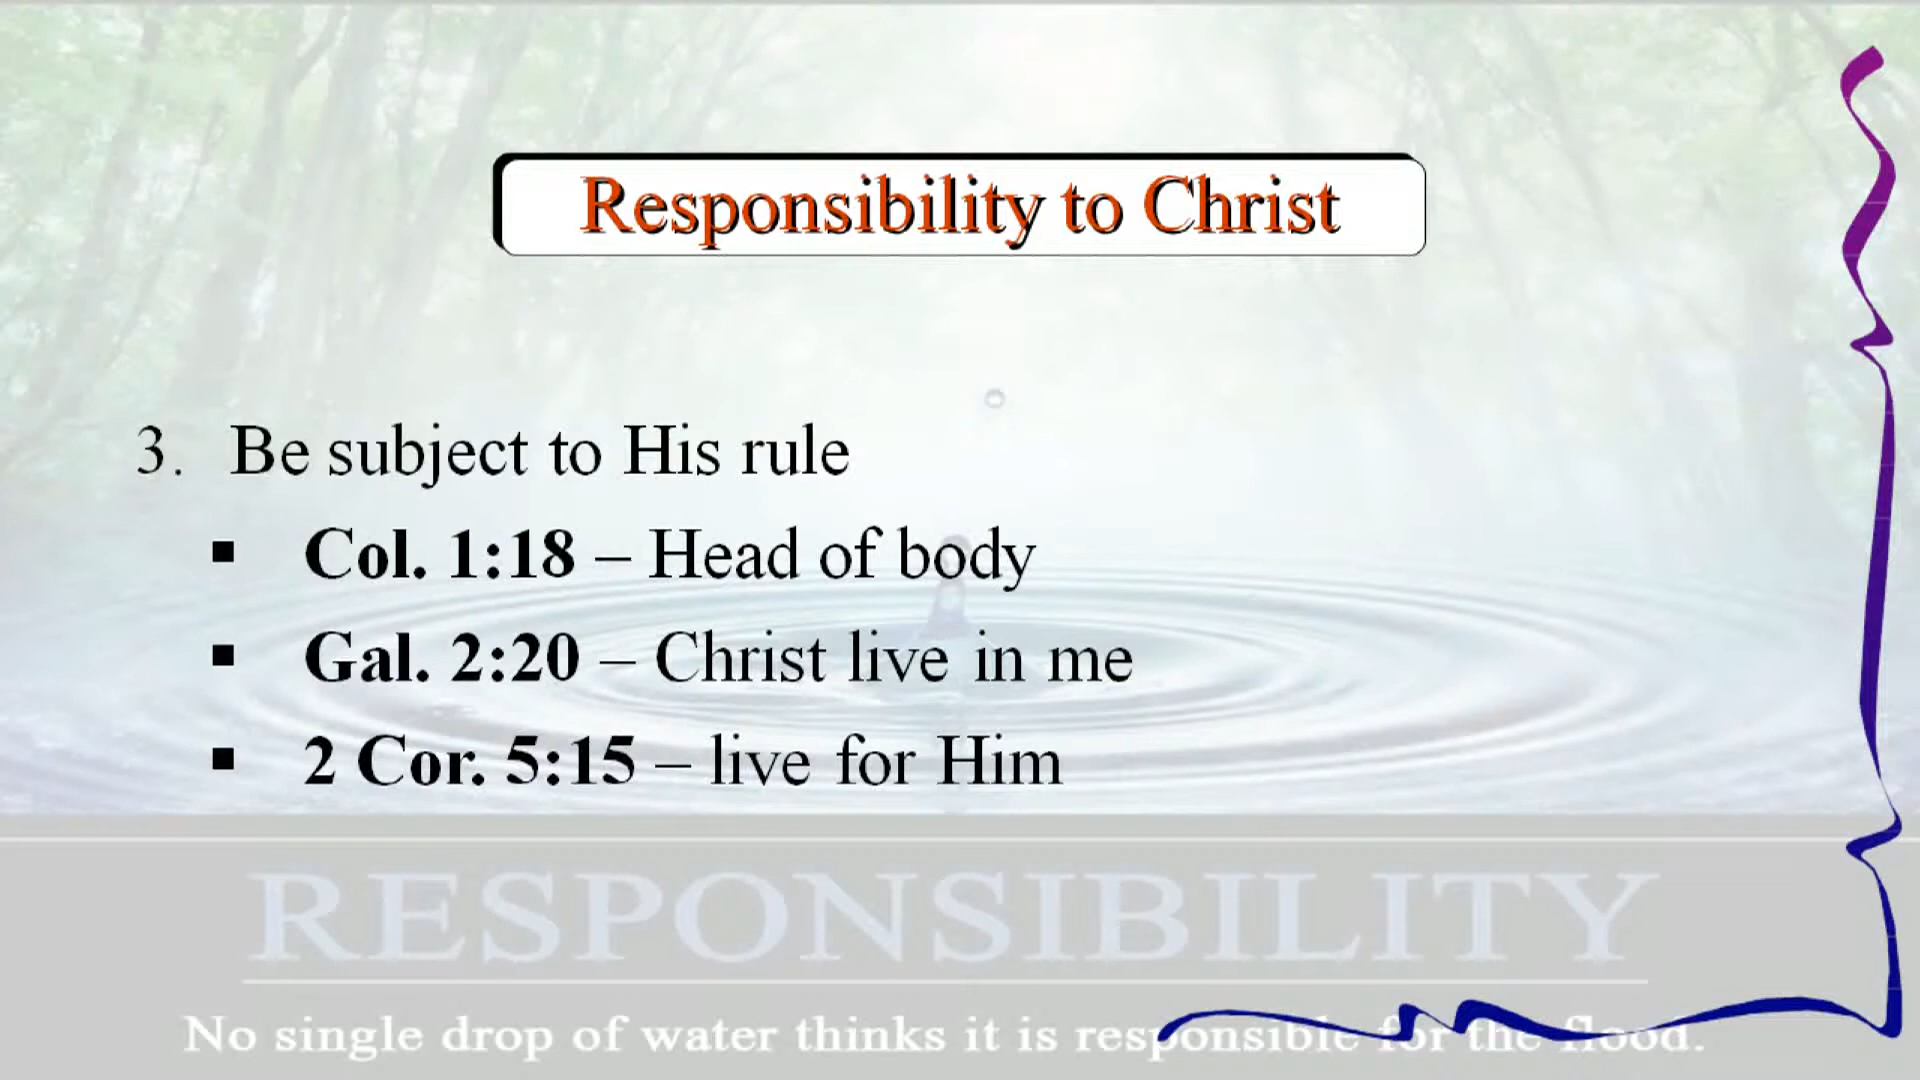 Responsibility to Christ
3. Be subject to His rule
▪ Col. 1:18 – Head of body
▪ Gal. 2:20 – Christ live in me
▪ 2 Cor. 5:15 – live for Him
RESPONSIBILITY
No single drop of water thinks it is responsible for the flood.